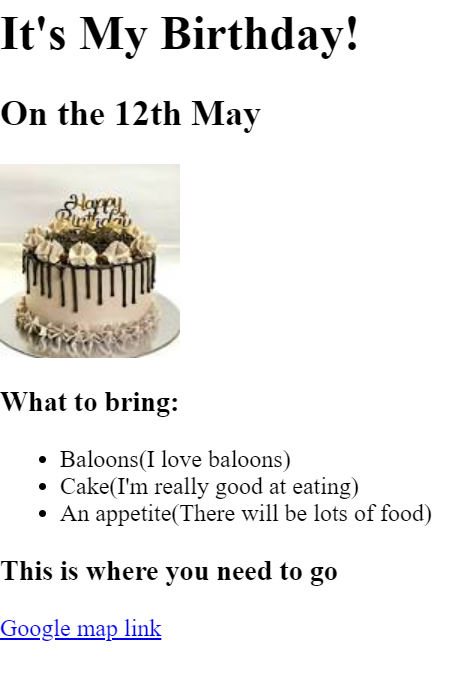 It's My Birthday!
On the 12th May
Happy
Birthday
What to bring:
Baloons(I love baloons)
Cake(I'm really good at eating)
An appetite(There will be lots of food)
This is where you need to go
Google map link